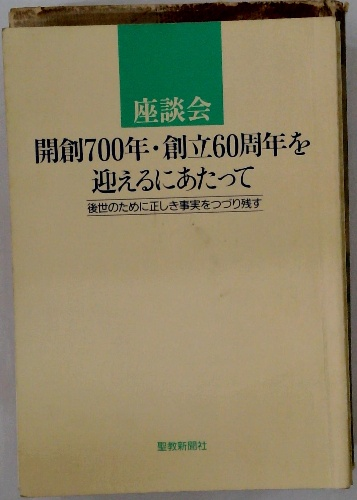 座談会
開創700年・創立60周年を
迎えるにあたって
後世のために正しき事実をつづり残す
聖教新聞社